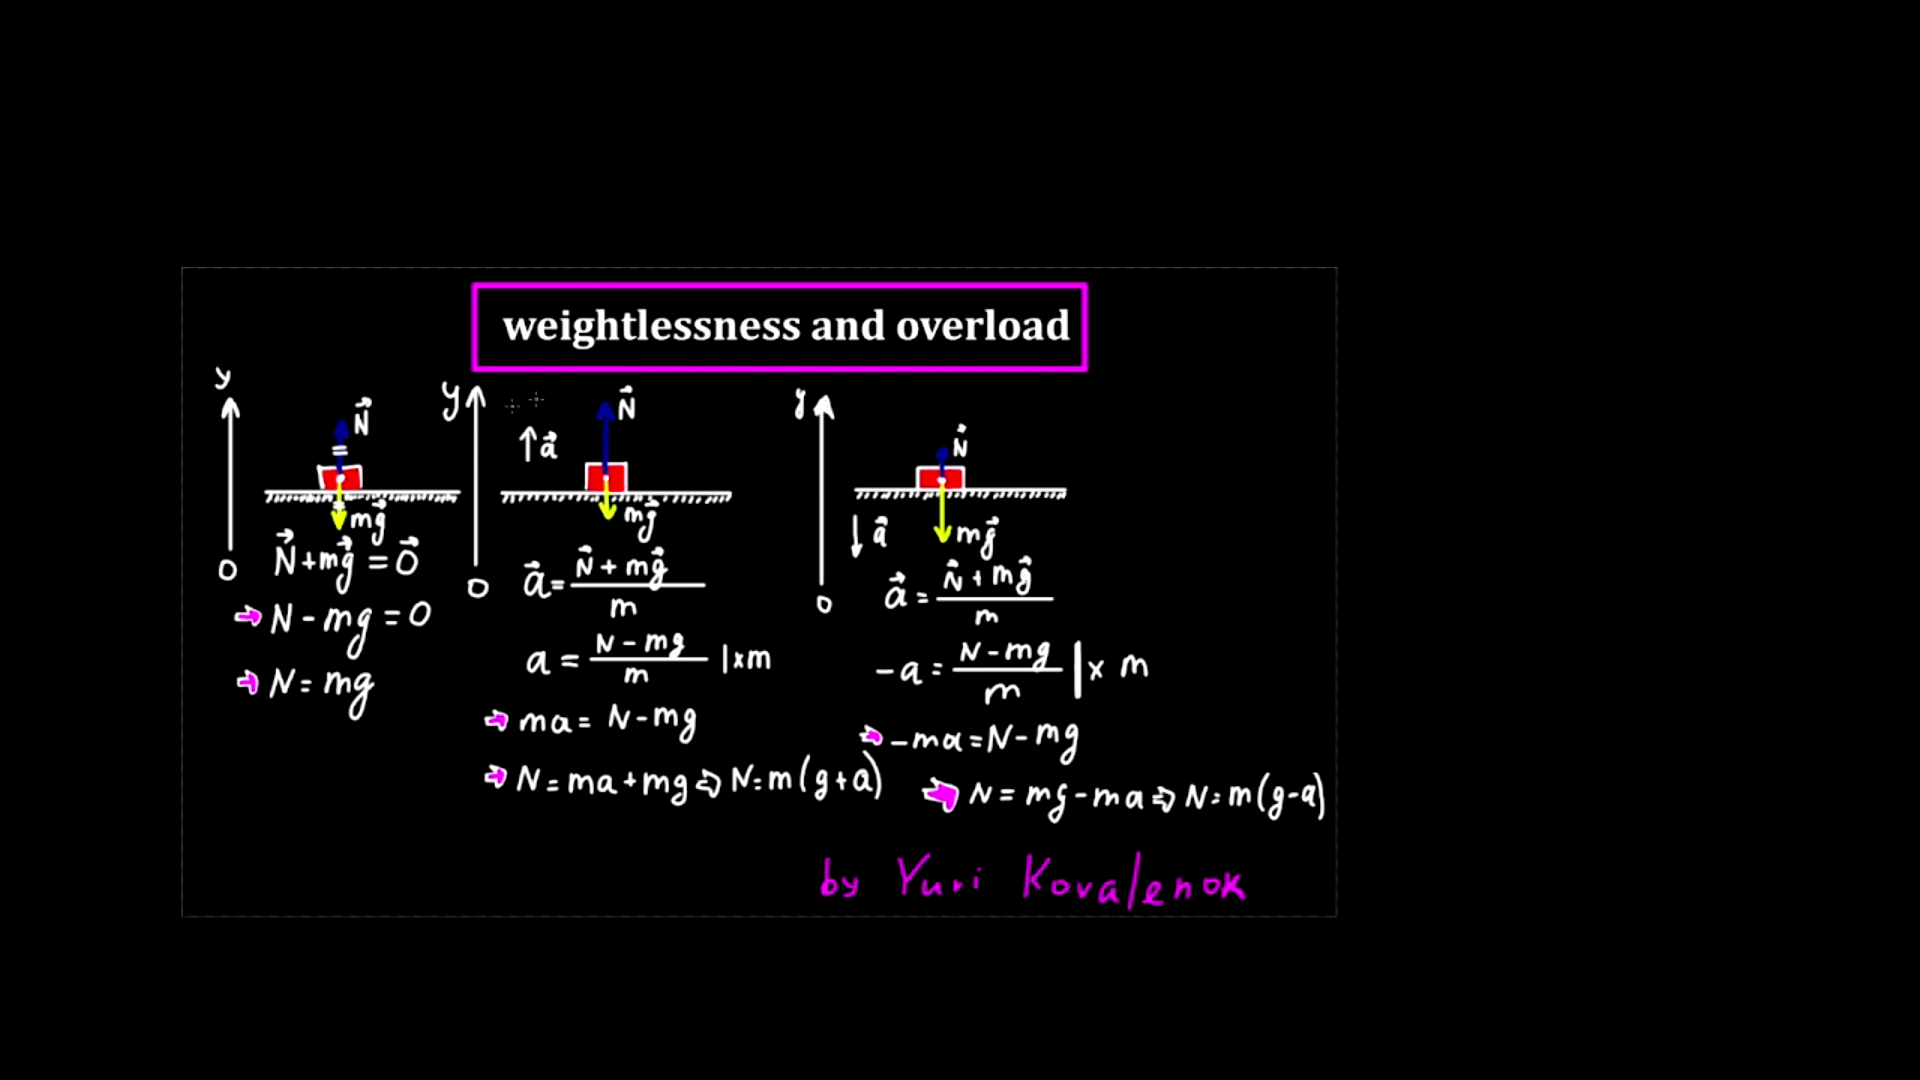 weightlessness and overload
y
N⃗
mg⃗
0
N⃗+mg⃗=0⃗
⇨ N-mg=0
⇨ N=mg
y
↑a⃗
N⃗
mg⃗
0
a⃗=(N⃗+mg⃗)/m
a=(N-mg)/m |×m
⇨ ma=N-mg
⇨ N=ma+mg⇨N=m(g+a)
y
N⃗
↓a⃗
mg⃗
0
a⃗=(N⃗+mg⃗)/m
-a=(N-mg)/m |× m
⇨ -ma=N-mg
⇨ N=mg-ma⇨N=m(g-a)
by Yuri Kovalenok